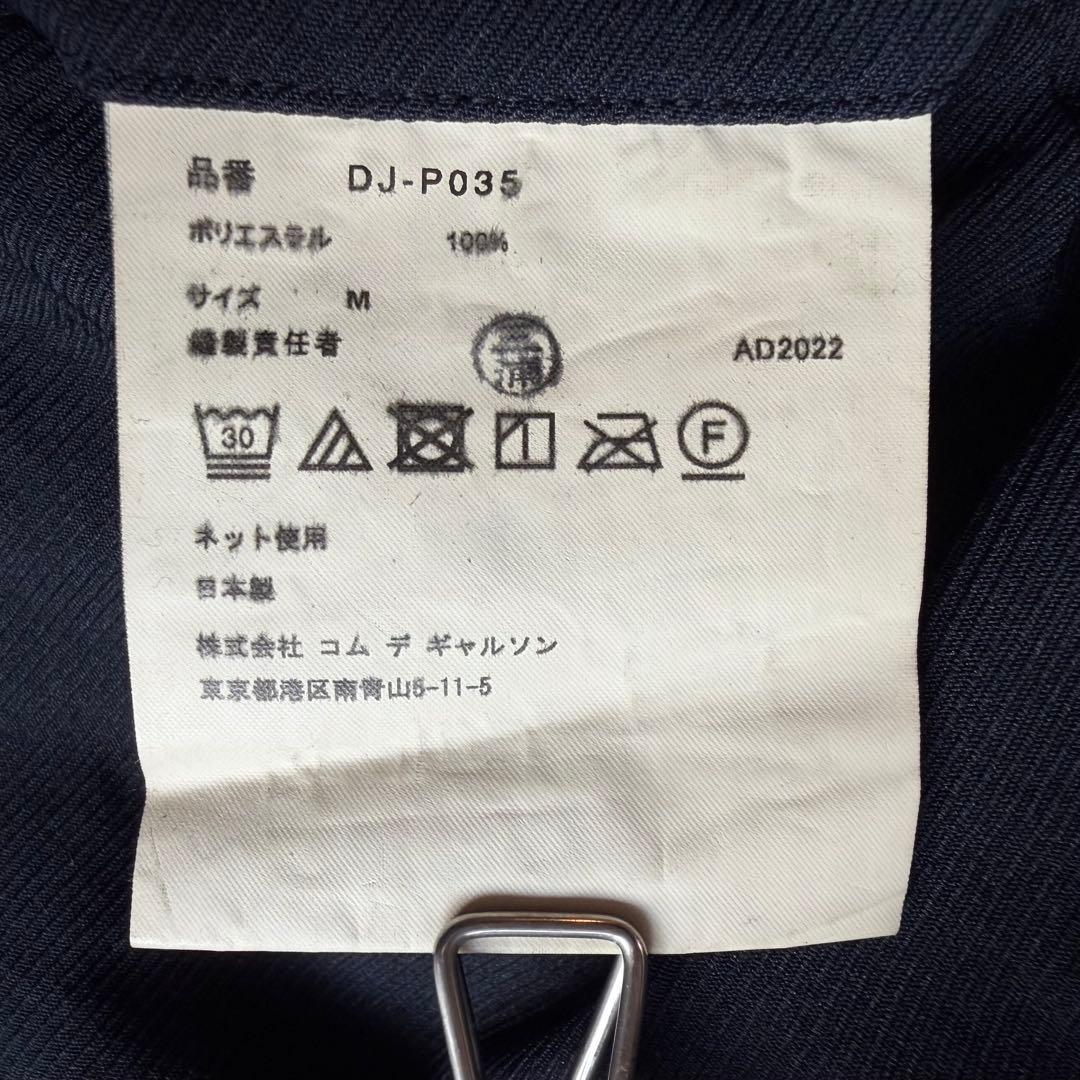 品番 DJ-P035
ポリエステル 100%
サイズ M
縫製責任者 三浦 AD2022
30 F
ネット使用
日本製
株式会社 コム デ ギャルソン
東京都港区南青山5-11-5